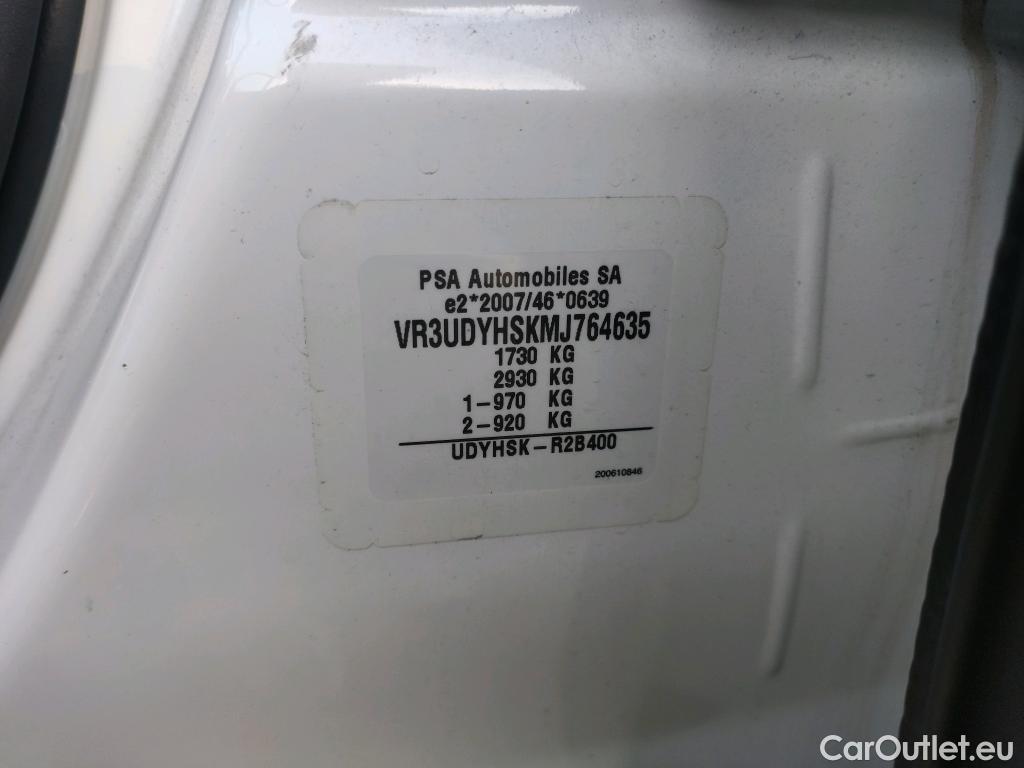 PSA Automobiles SA
e2*2007/46*0639
VR3UDYHSKMJ764635
1730 KG
2930 KG
1-970 KG
2-920 KG
UDYHSK-R2B400
200610846
CarOutlet.eu